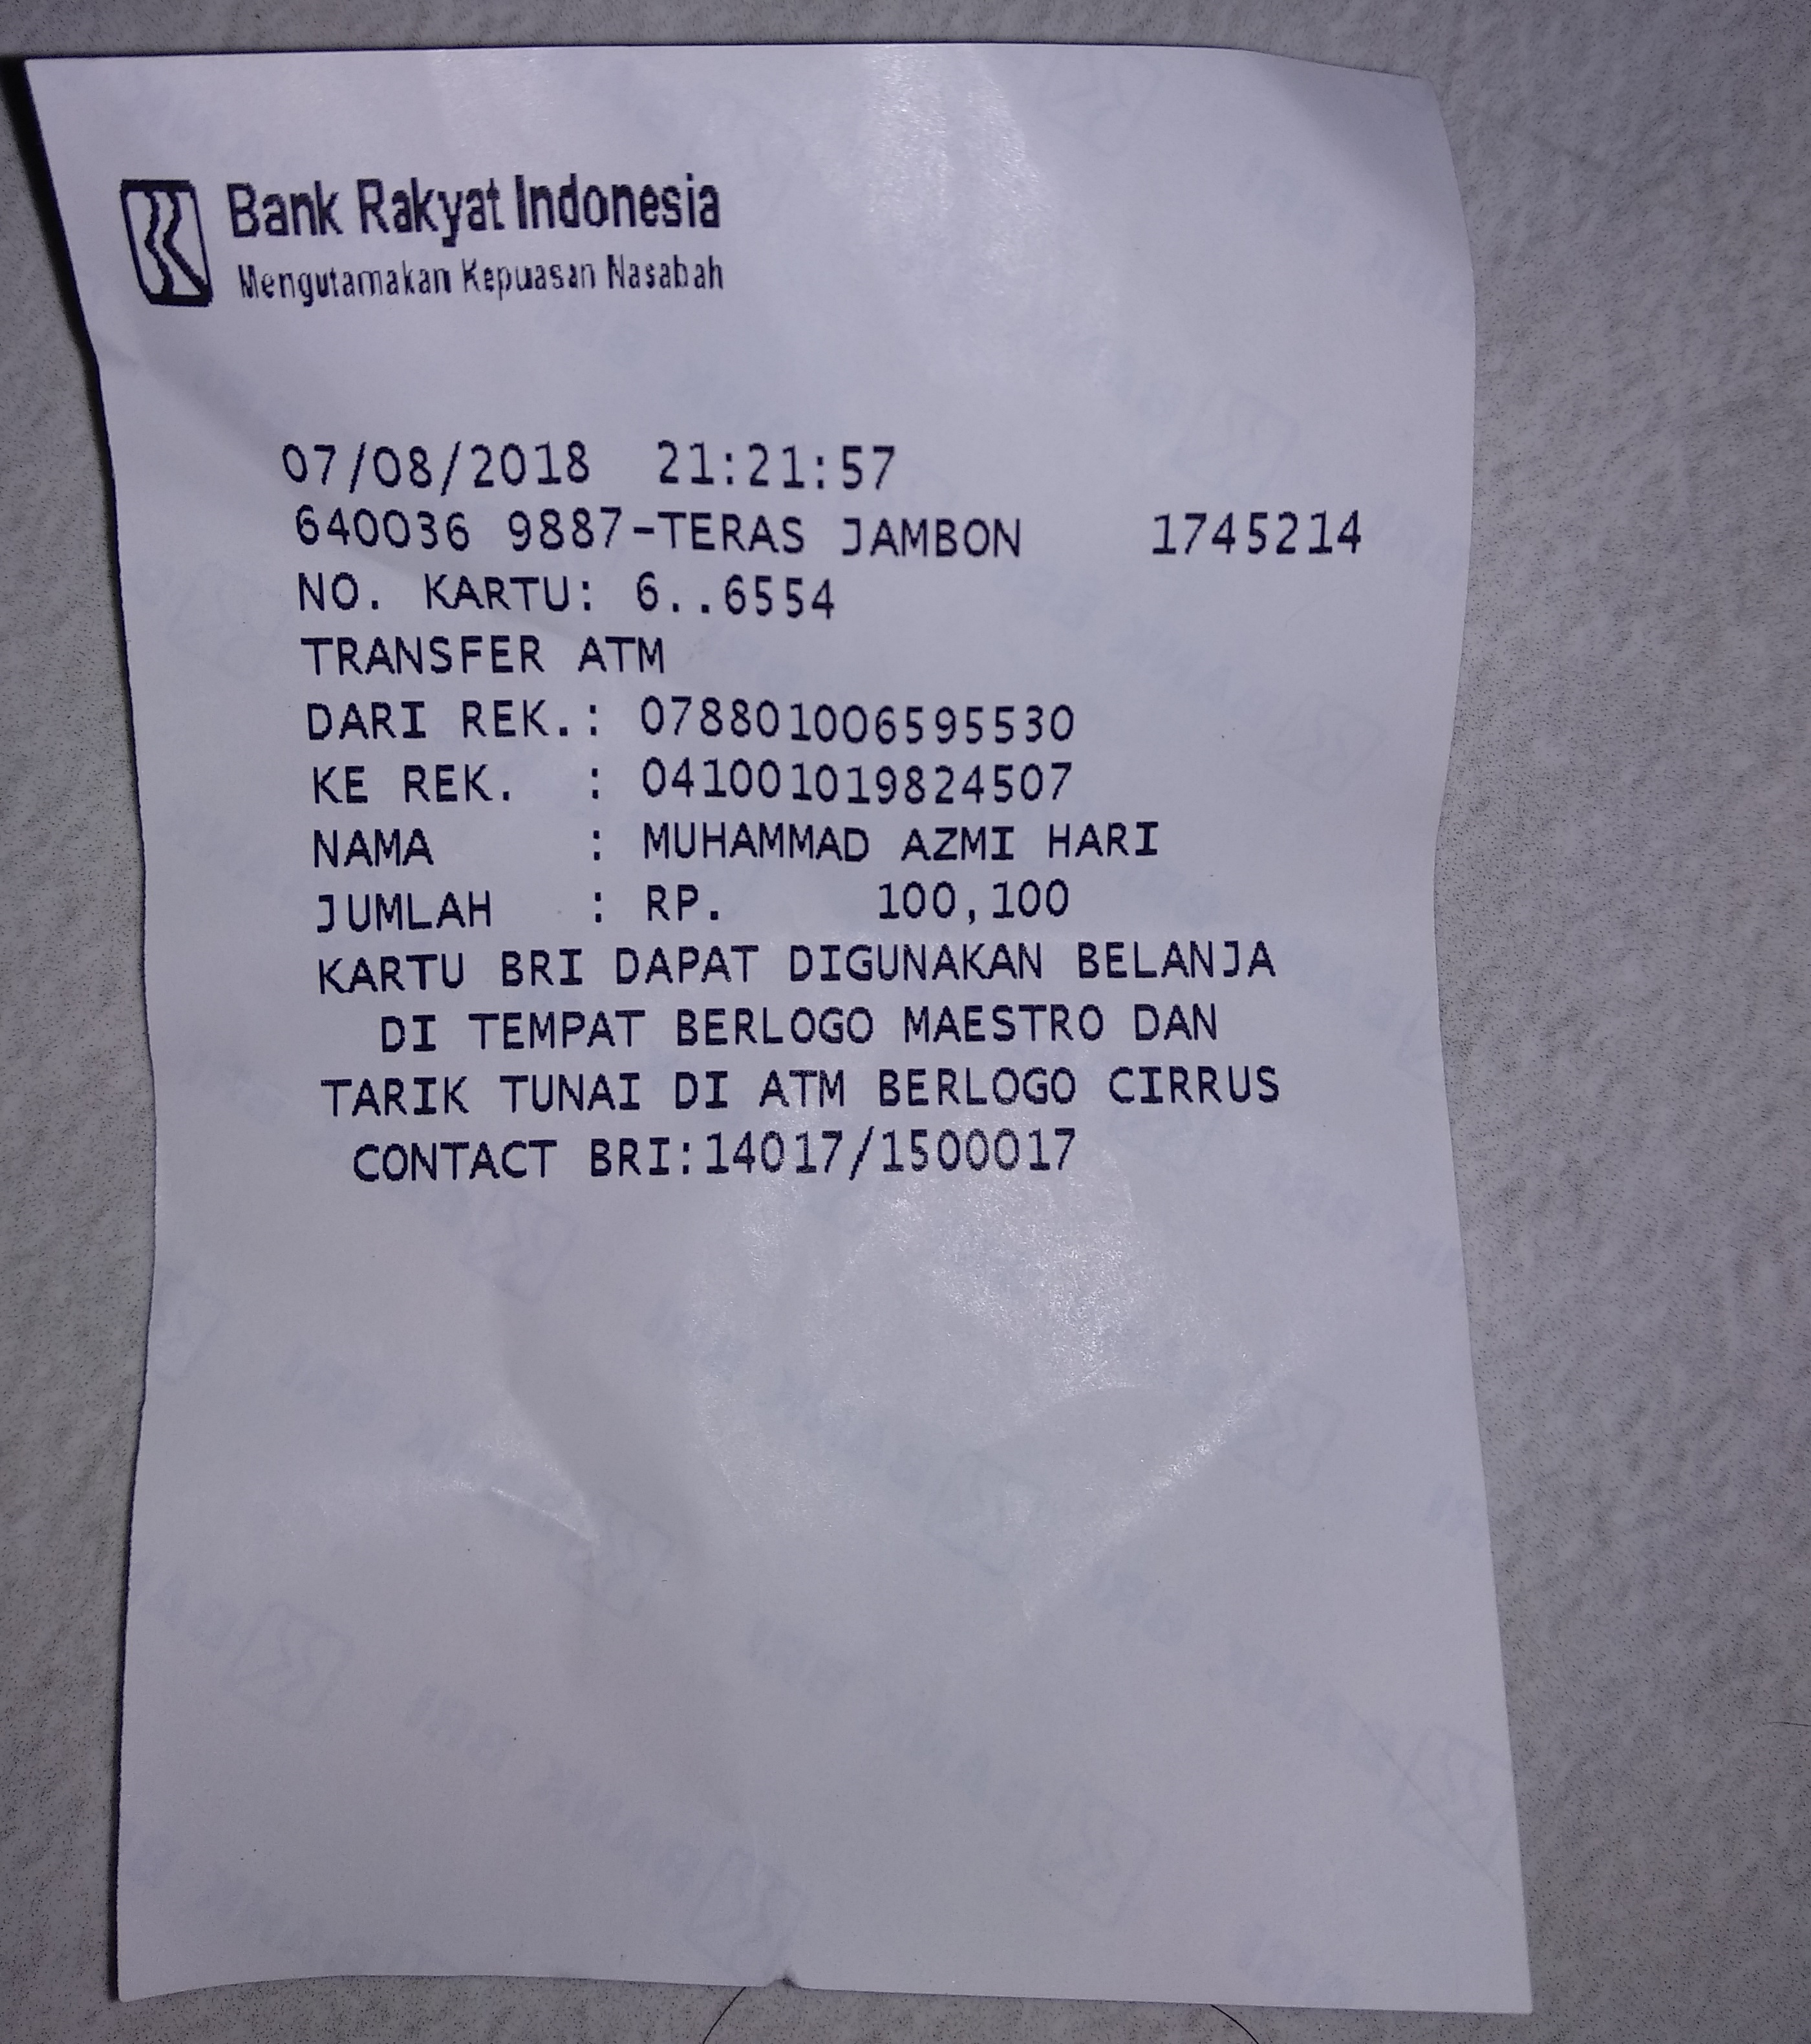 Bank Rakyat Indonesia
Mengutamakan Kepuasan Nasabah
07/08/2018 21:21:57
640036 9887-TERAS JAMBON 1745214
NO. KARTU: 6..6554
TRANSFER ATM
DARI REK.: 078801006595530
KE REK. : 041001019824507
NAMA : MUHAMMAD AZMI HARI
JUMLAH : RP. 100,100
KARTU BRI DAPAT DIGUNAKAN BELANJA
DI TEMPAT BERLOGO MAESTRO DAN
TARIK TUNAI DI ATM BERLOGO CIRRUS
CONTACT BRI:14017/1500017